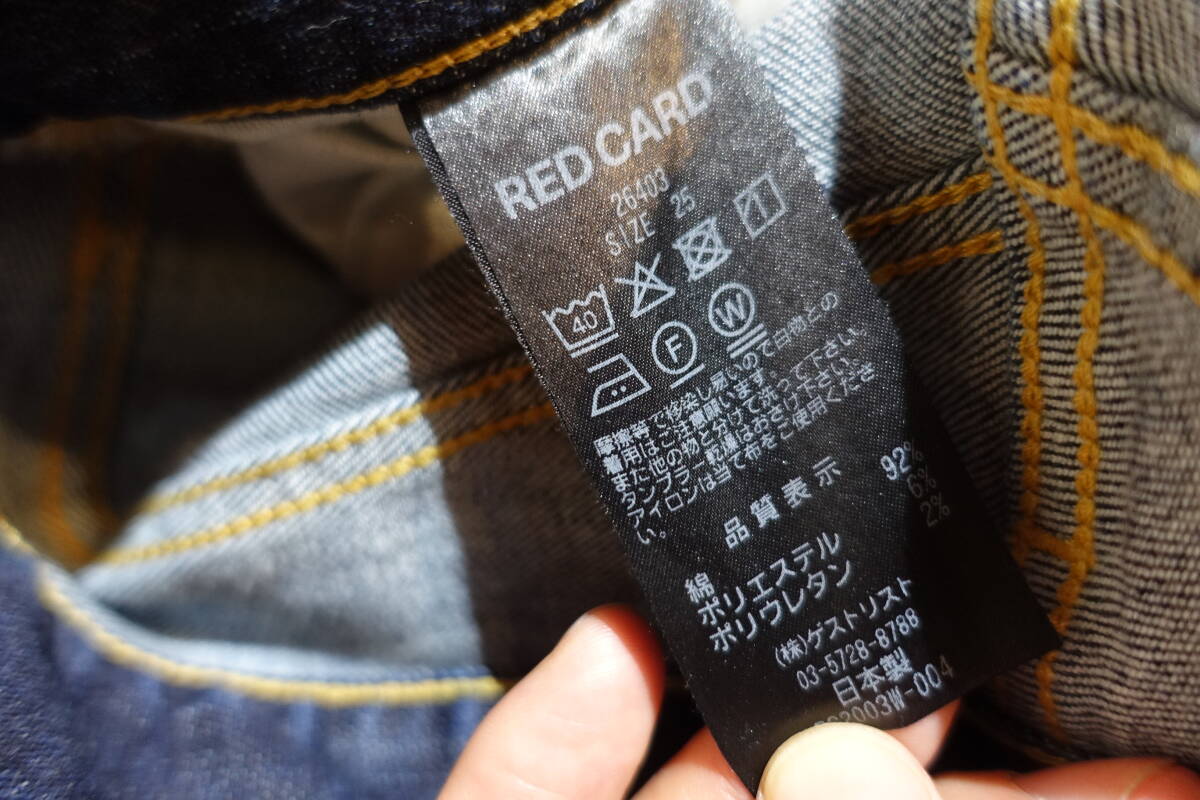 RED CARD
26403
SIZE 25
40
F W
摩擦等で移染し易いので白物との
着用はご注意願います。
また他の物と分けて洗って下さい。
タンブラー乾燥はおさけ下さい。
アイロンは当て布をご使用くださ
い。
品質表示
綿 92%
ポリエステル 6%
ポリウレタン 2%
(株)ゲストリスト
03-5728-8788
日本製
2003W-004